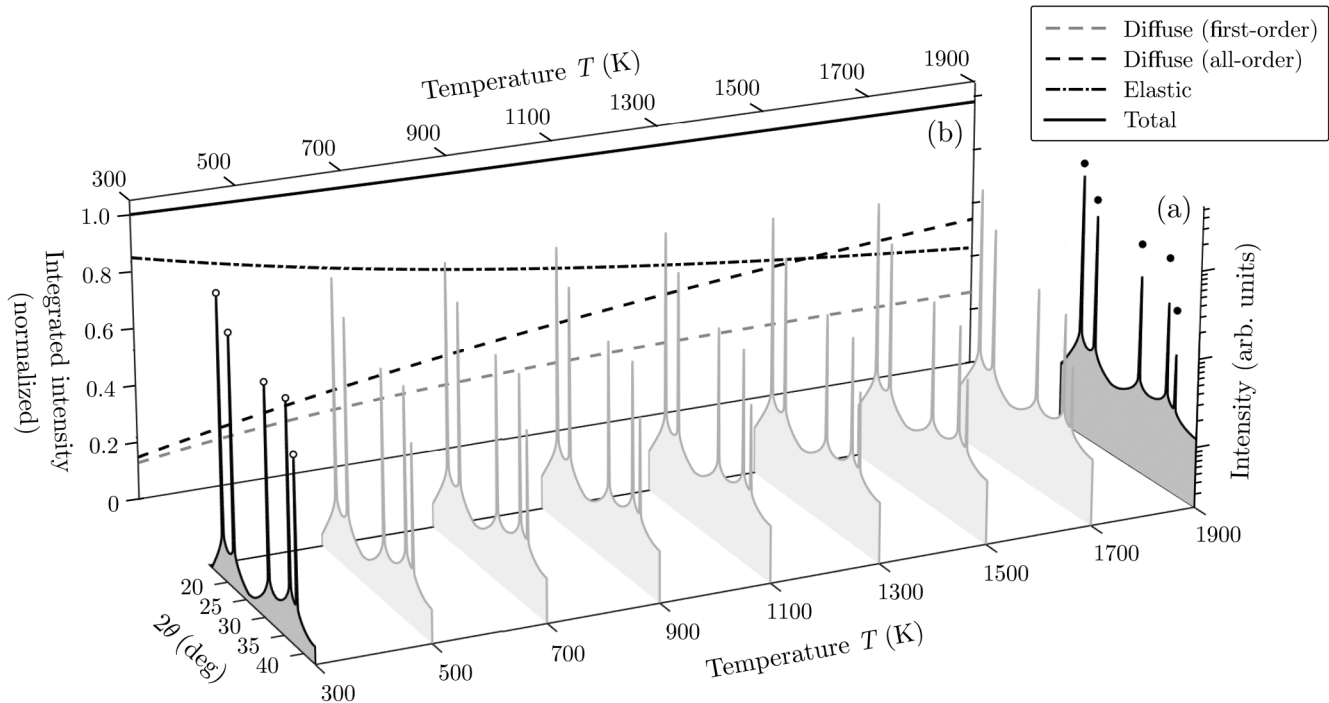 Diffuse (first-order)
Diffuse (all-order)
Elastic
Total
Temperature T (K)
300
500
700
900
1100
1300
1500
1700
1900
(b)
(a)
1.0
0.8
0.6
0.4
0.2
0
Integrated intensity
(normalized)
Intensity (arb. units)
20
25
30
35
40
2θ (deg)
300
500
700
900
1100
1300
1500
1700
1900
Temperature T (K)